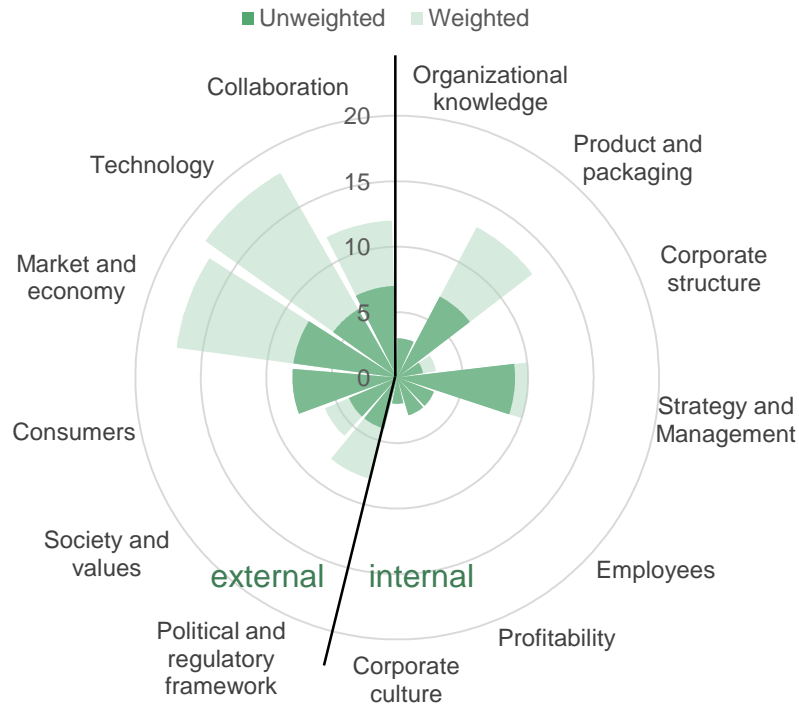 Unweighted
Weighted
Collaboration
Organizational
knowledge
20
Product and
packaging
Technology
15
Corporate
structure
Market and
economy
10
5
0
Strategy and
Management
Consumers
Society and
values
external
internal
Employees
Political and
regulatory
framework
Profitability
Corporate
culture